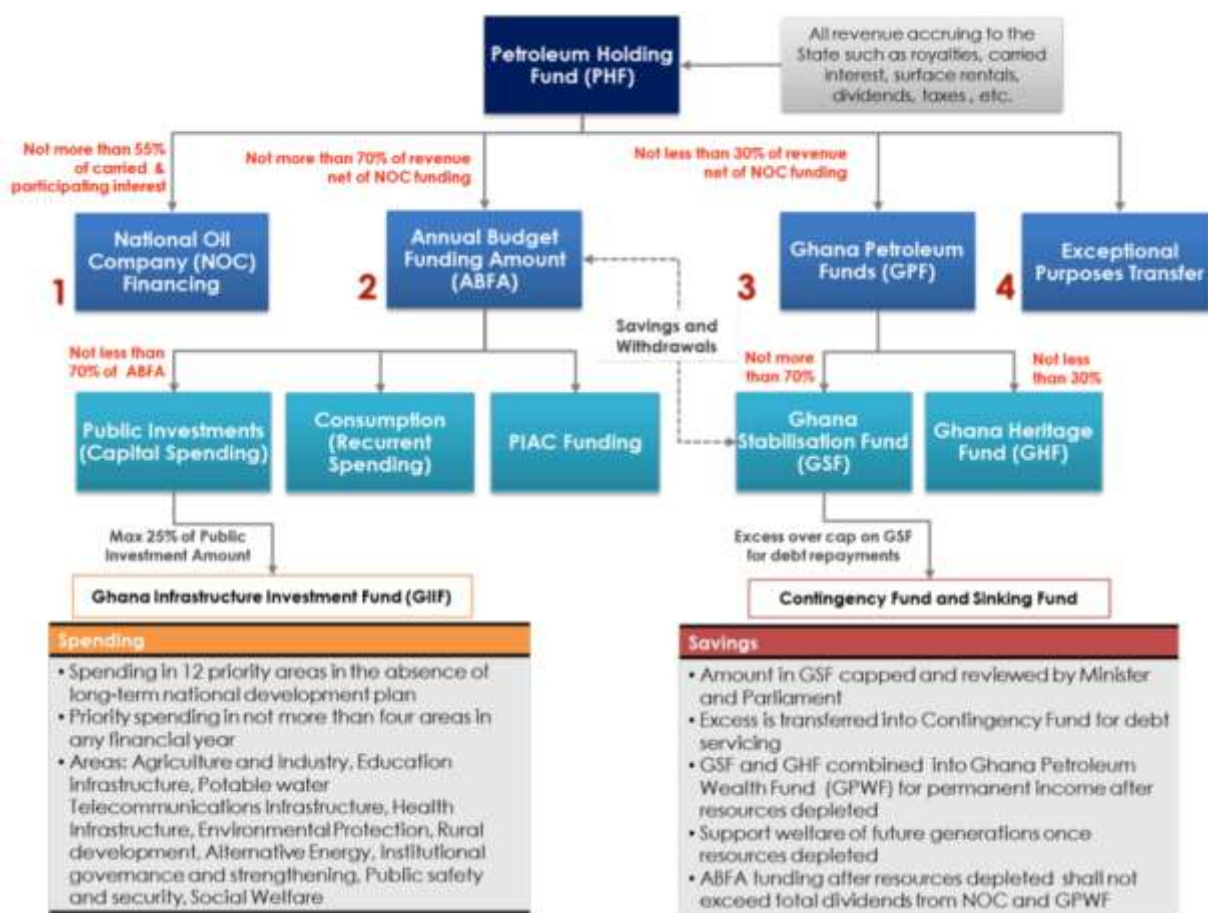 Petroleum Holding
Fund (PHF)
All revenue accruing to the
State such as royalties, carried
interest, surface rentals,
dividends, taxes , etc.
Not more than 55%
of carried &
participating interest
Not more than 70% of revenue
net of NOC funding
Not less than 30% of revenue
net of NOC funding
1
National Oil
Company (NOC)
Financing
2
Annual Budget
Funding Amount
(ABFA)
3
Ghana Petroleum
Funds (GPF)
4
Exceptional
Purposes Transfer
Savings and
Withdrawals
Not less than
70% of ABFA
Not more
than 70%
Not less
than 30%
Public Investments
(Capital Spending)
Consumption
(Recurrent
Spending)
PIAC Funding
Ghana
Stabilisation Fund
(GSF)
Ghana Heritage
Fund (GHF)
Max 25% of Public
Investment Amount
Excess over cap on GSF
for debt repayments
Ghana Infrastructure Investment Fund (GIIF)
Contingency Fund and Sinking Fund
Spending
• Spending in 12 priority areas in the absence of
long-term national development plan
• Priority spending in not more than four areas in
any financial year
• Areas: Agriculture and Industry, Education
infrastructure, Potable water
Telecommunications Infrastructure, Health
Infrastructure, Environmental Protection, Rural
development, Alternative Energy, Institutional
governance and strengthening, Public safety
and security, Social Welfare
Savings
• Amount in GSF capped and reviewed by Minister
and Parliament
• Excess is transferred into Contingency Fund for debt
servicing
• GSF and GHF combined into Ghana Petroleum
Wealth Fund (GPWF) for permanent income after
resources depleted
• Support welfare of future generations once
resources depleted
• ABFA funding after resources depleted shall not
exceed total dividends from NOC and GPWF